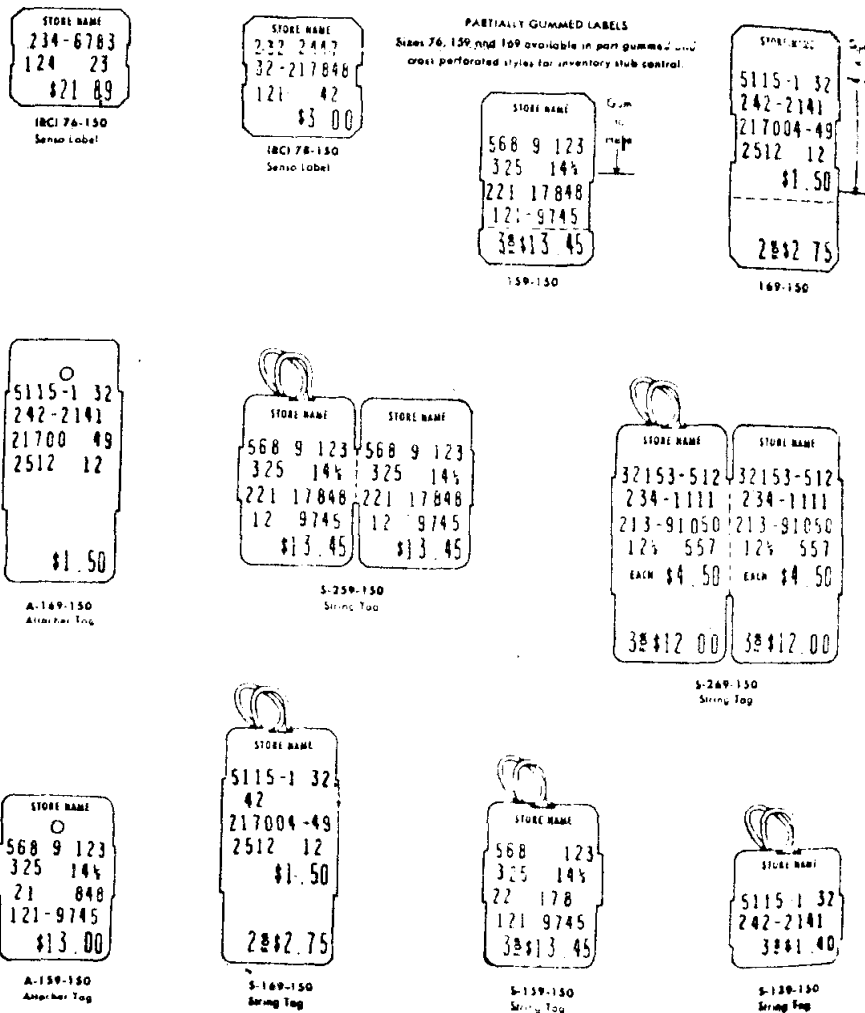 STORE NAME
234-6783
124 23
$21 89
(RC) 76-150
Senso Label
STORE NAME
232 2447
32-217848
121 42
$3 00
(RC) 78-150
Senso Label
PARTIALLY GUMMED LABELS
Sizes 76, 159 and 169 available in part gummed and
cross perforated styles for inventory stub control.
STORE NAME
568 9 123
325 14½
221 17848
121-9745
3 $13.45
159-150
Gum
to
STORE NAME
5115-1 32
242-2141
217004-49
2512 12
$1.50
2 $2 75
169-150
5115-1 32
242-2141
21700 49
2512 12
$1.50
A-169-150
Attacher Tag
STORE NAME
568 9 123
325 14½
221 17848
12 9745
$13.45
STORE NAME
568 9 123
325 14½
221 17848
12 9745
$13.45
S-259-150
String Tag
STORE NAME
32153-512
234-1111
213-91050
12½ 557
EACH $4.50
3 $12 00
STORE NAME
32153-512
234-1111
213-91050
12½ 557
EACH $4 50
3 $12.00
S-269-150
String Tag
STORE NAME
568 9 123
325 14½
21 848
121-9745
$13.00
A-159-150
Attacher Tag
STORE NAME
5115-1 32
42
217004-49
2512 12
$1.50
2 $2.75
S-169-150
String Tag
STORE NAME
568 123
325 14½
22 178
121 9745
3 $13.45
S-159-150
String Tag
STORE NAME
5115-1 32
242-2141
3 $1.40
S-139-150
String Tag